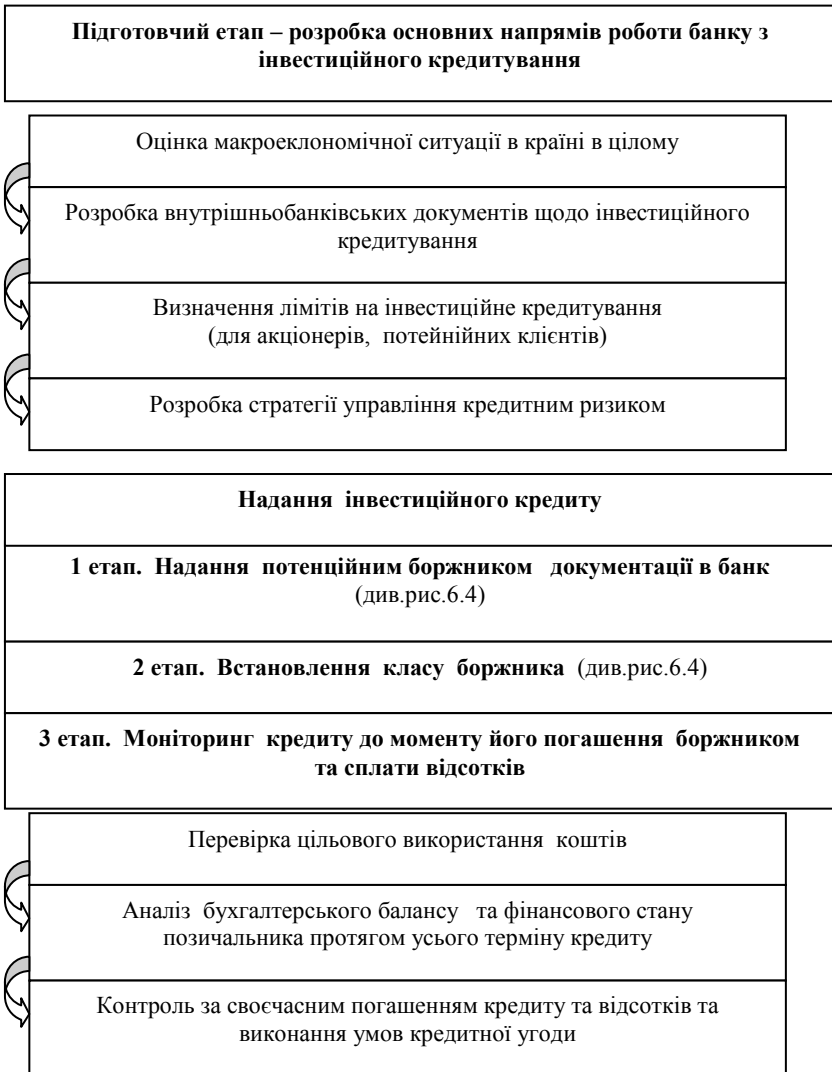 Підготовчий етап – розробка основних напрямів роботи банку з
інвестиційного кредитування
Оцінка макроеклономічної ситуації в країні в цілому
Розробка внутрішньобанківських документів щодо інвестиційного
кредитування
Визначення лімітів на інвестиційне кредитування
(для акціонерів, потейнійних клієнтів)
Розробка стратегії управління кредитним ризиком
Надання інвестиційного кредиту
1 етап. Надання потенційним боржником документації в банк
(див.рис.6.4)
2 етап. Встановлення класу боржника (див.рис.6.4)
3 етап. Моніторинг кредиту до моменту його погашення боржником
та сплати відсотків
Перевірка цільового використання коштів
Аналіз бухгалтерського балансу та фінансового стану
позичальника протягом усього терміну кредиту
Контроль за своєчасним погашенням кредиту та відсотків та
виконання умов кредитної угоди